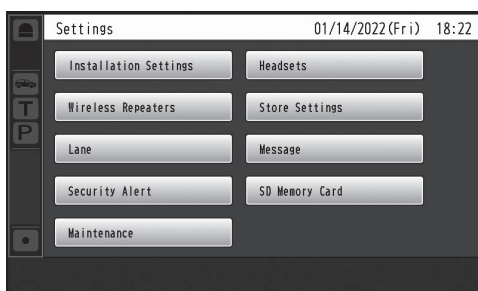 Settings 01/14/2022(Fri) 18:22
Installation Settings
Headsets
Wireless Repeaters
Store Settings
Lane
Message
Security Alert
SD Memory Card
Maintenance
T
P